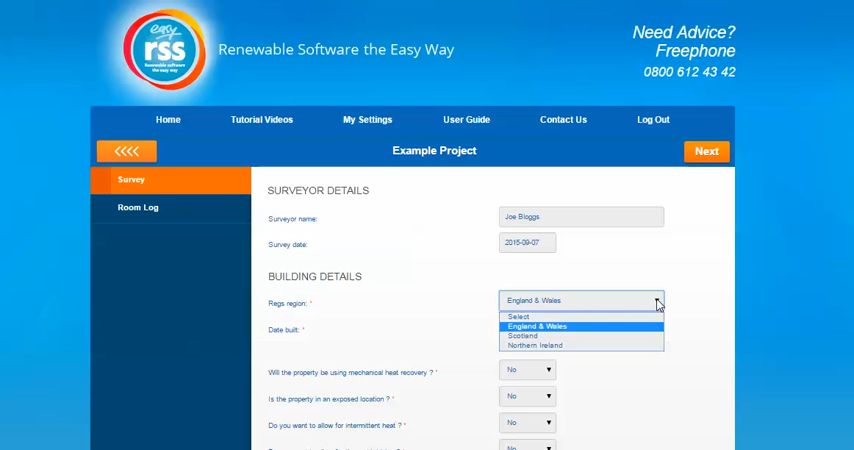 easy
rss
Renewable software
the easy way
Renewable Software the Easy Way
Need Advice?
Freephone
0800 612 43 42
Home
Tutorial Videos
My Settings
User Guide
Contact Us
Log Out
<<<<
Example Project
Next
Survey
Room Log
SURVEYOR DETAILS
Surveyor name:
Joe Bloggs
Survey date:
2015-09-07
BUILDING DETAILS
Regs region: *
England & Wales
Select
England & Wales
Scotland
Northern Ireland
Date built: *
Will the property be using mechanical heat recovery ? *
No
Is the property in an exposed location ? *
No
Do you want to allow for intermittent heat ? *
No